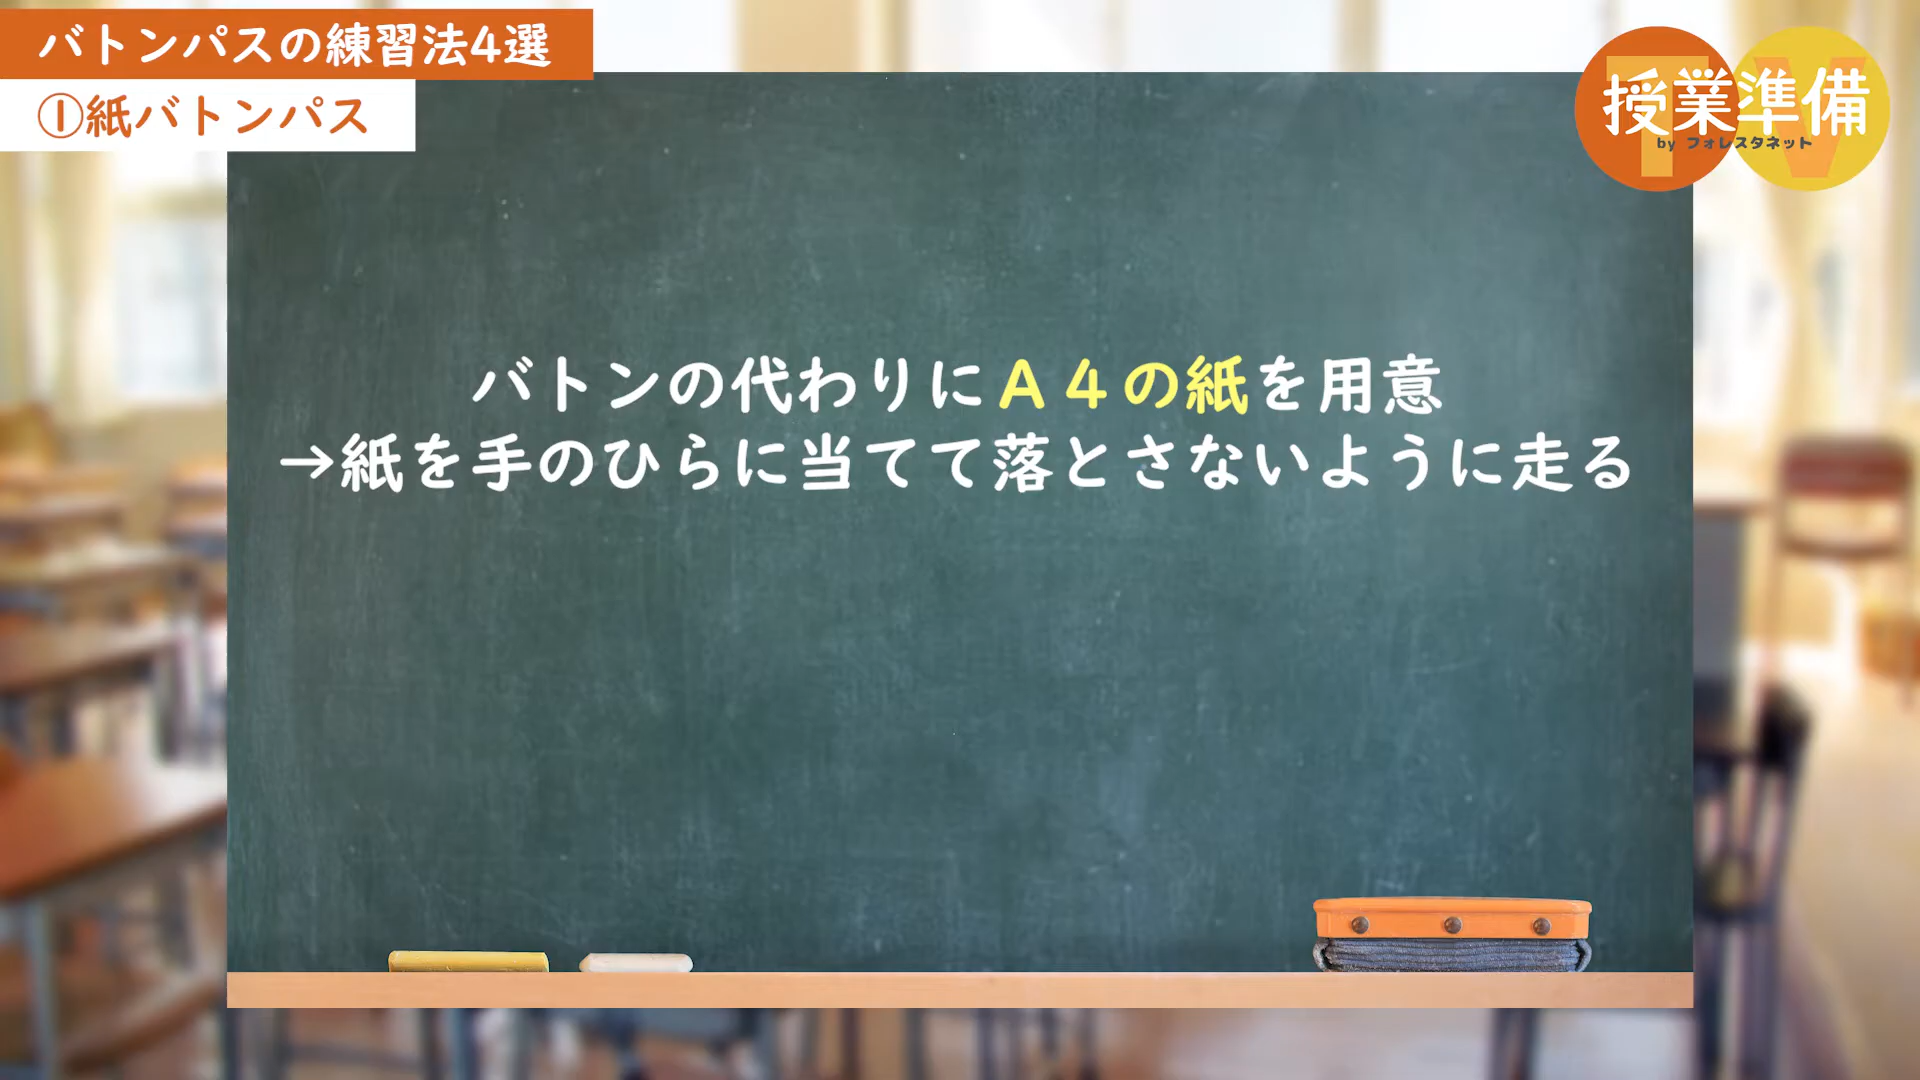 バトンパスの練習法4選
①紙バトンパス
TV
授業準備
by フォレスタネット
バトンの代わりにA4の紙を用意
→紙を手のひらに当てて落とさないように走る